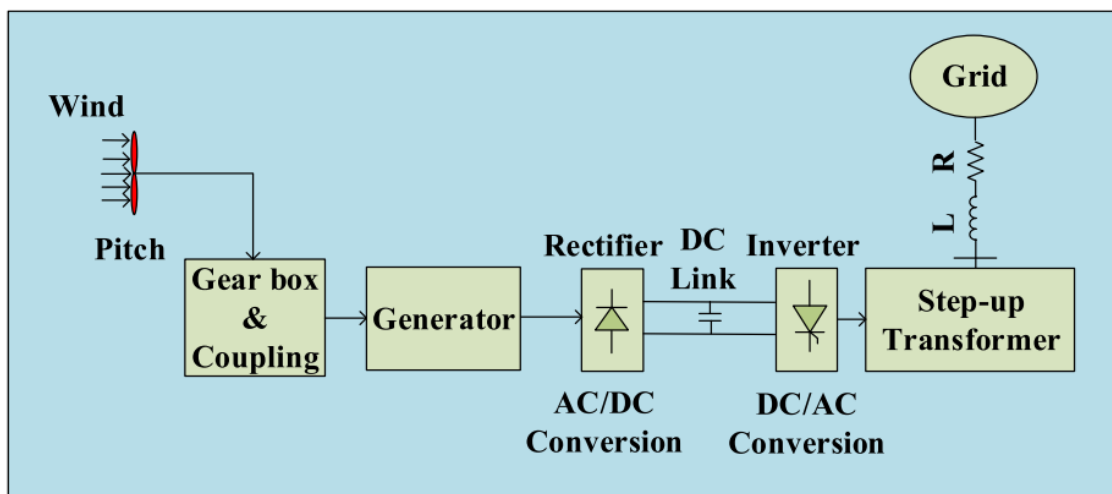 Wind
Pitch
Gear box
&
Coupling
Generator
Rectifier
AC/DC
Conversion
DC
Link
Inverter
DC/AC
Conversion
Step-up
Transformer
L
R
Grid